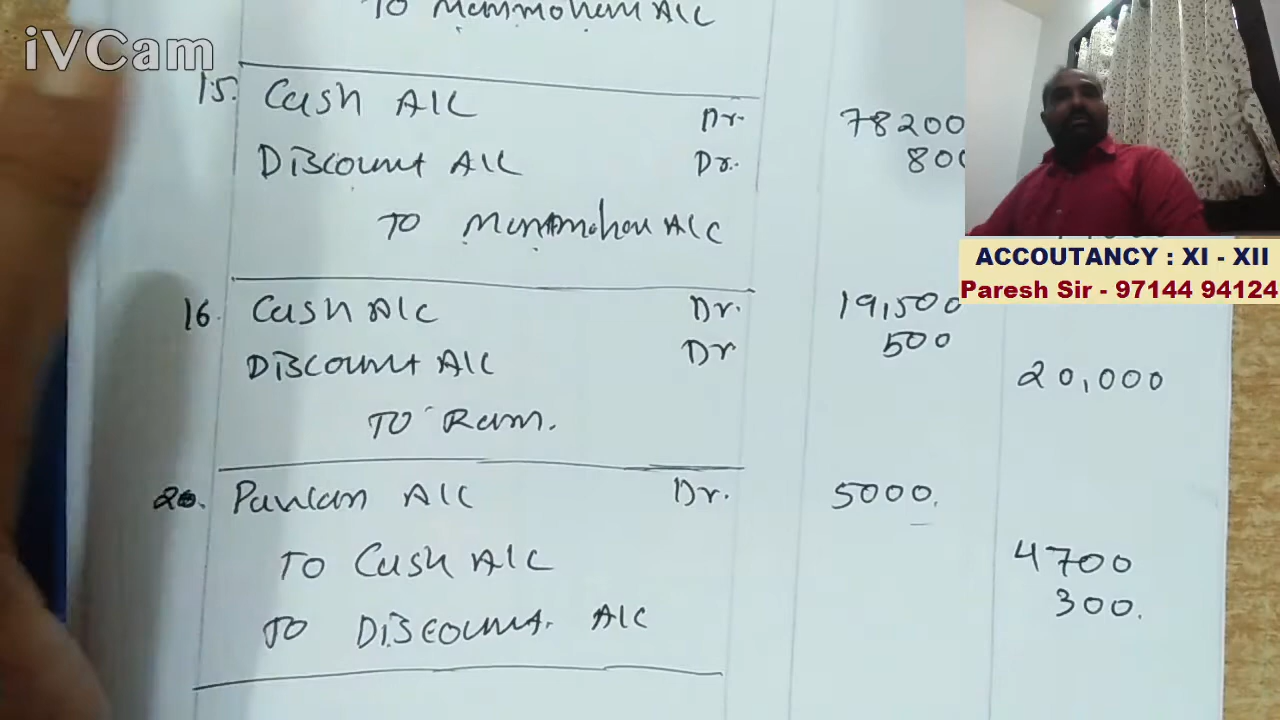 iVCam
To Manmohan A/C
15. Cash A/C Dr. 78200
Discount A/C Dr. 800
To Manmohan A/C
16. Cash A/C Dr. 19,500
Discount A/C Dr 500
20,000
To Ram.
20. Pawan A/C Dr. 5000.
To Cash A/C 4700
To Discount. A/C 300.
ACCOUTANCY : XI - XII
Paresh Sir - 97144 94124